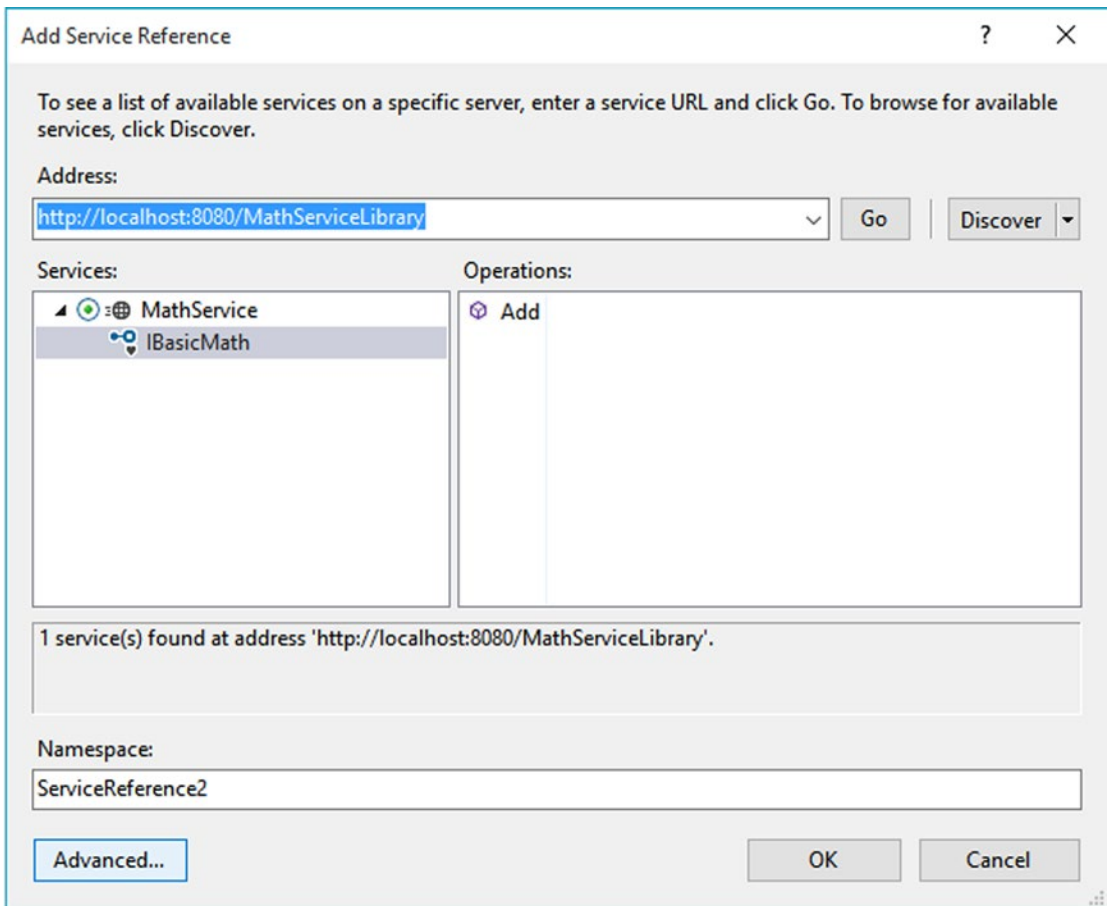 Add Service Reference
?
To see a list of available services on a specific server, enter a service URL and click Go. To browse for available
services, click Discover.
Address:
http://localhost:8080/MathServiceLibrary
Go
Discover
Services:
Operations:
MathService
IBasicMath
Add
1 service(s) found at address 'http://localhost:8080/MathServiceLibrary'.
Namespace:
ServiceReference2
Advanced...
OK
Cancel